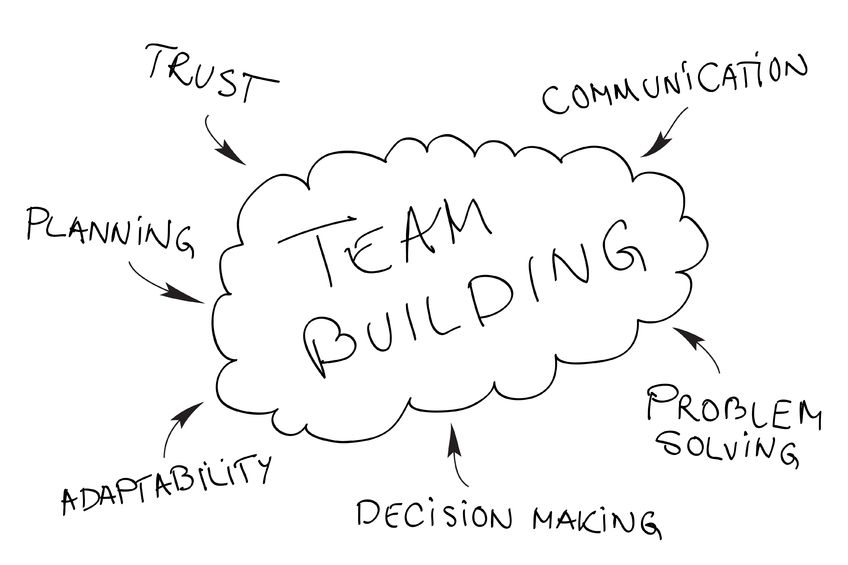 TRUST
COMMUNiCATiON
PLANNiNG
TEAM
BUILDING
PROBLEM
SOLViNG
ADAPTABiLiTY
DECiSiON MAKiNG